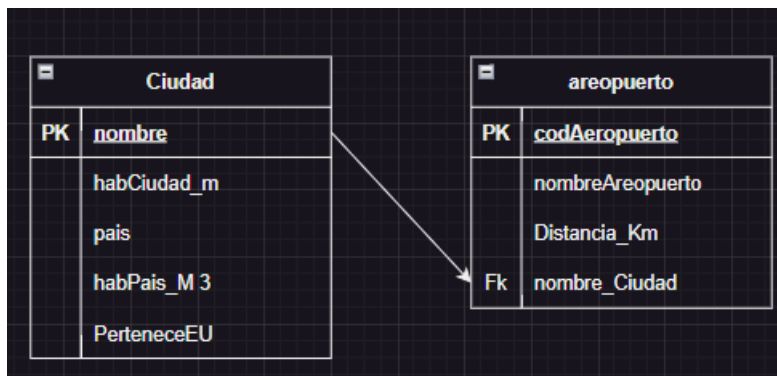 Ciudad
PK nombre
habCiudad_m
pais
habPais_M 3
PerteneceEU
areopuerto
PK codAeropuerto
nombreAreopuerto
Distancia_Km
Fk nombre_Ciudad